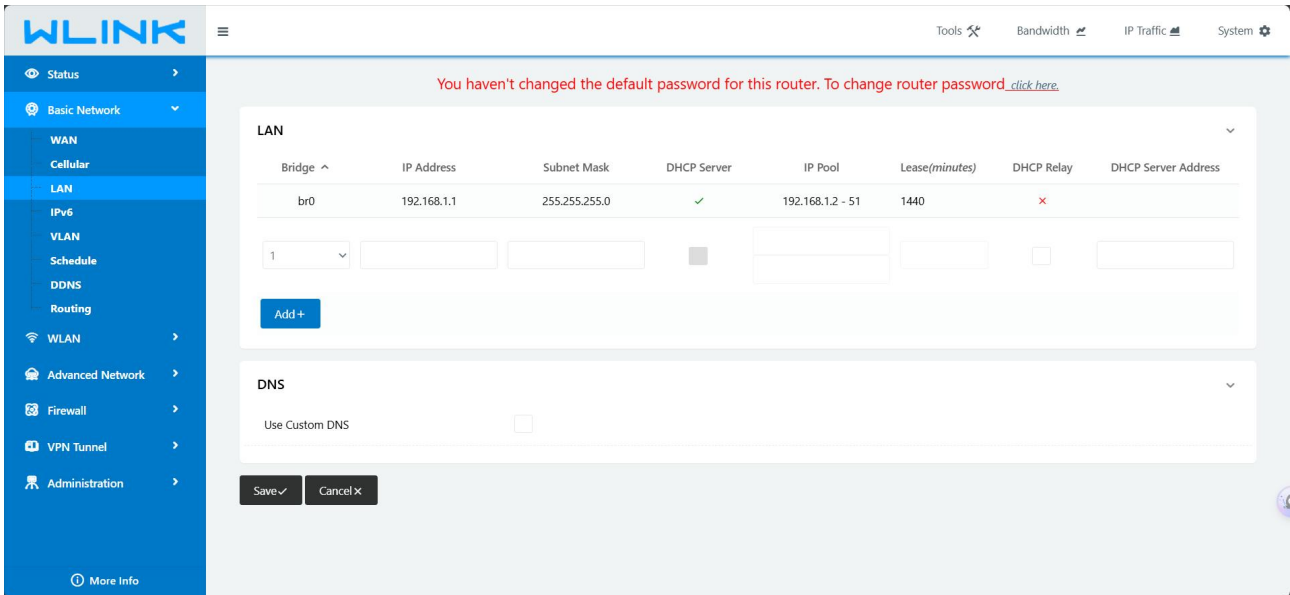 WLINK
Tools Bandwidth IP Traffic System
Status
Basic Network
WAN
Cellular
LAN
IPv6
VLAN
Schedule
DDNS
Routing
WLAN
Advanced Network
Firewall
VPN Tunnel
Administration
More Info
You haven't changed the default password for this router. To change router password click here.
LAN
Bridge IP Address Subnet Mask DHCP Server IP Pool Lease(minutes) DHCP Relay DHCP Server Address
br0 192.168.1.1 255.255.255.0 192.168.1.2 - 51 1440
1
Add+
DNS
Use Custom DNS
Save Cancel